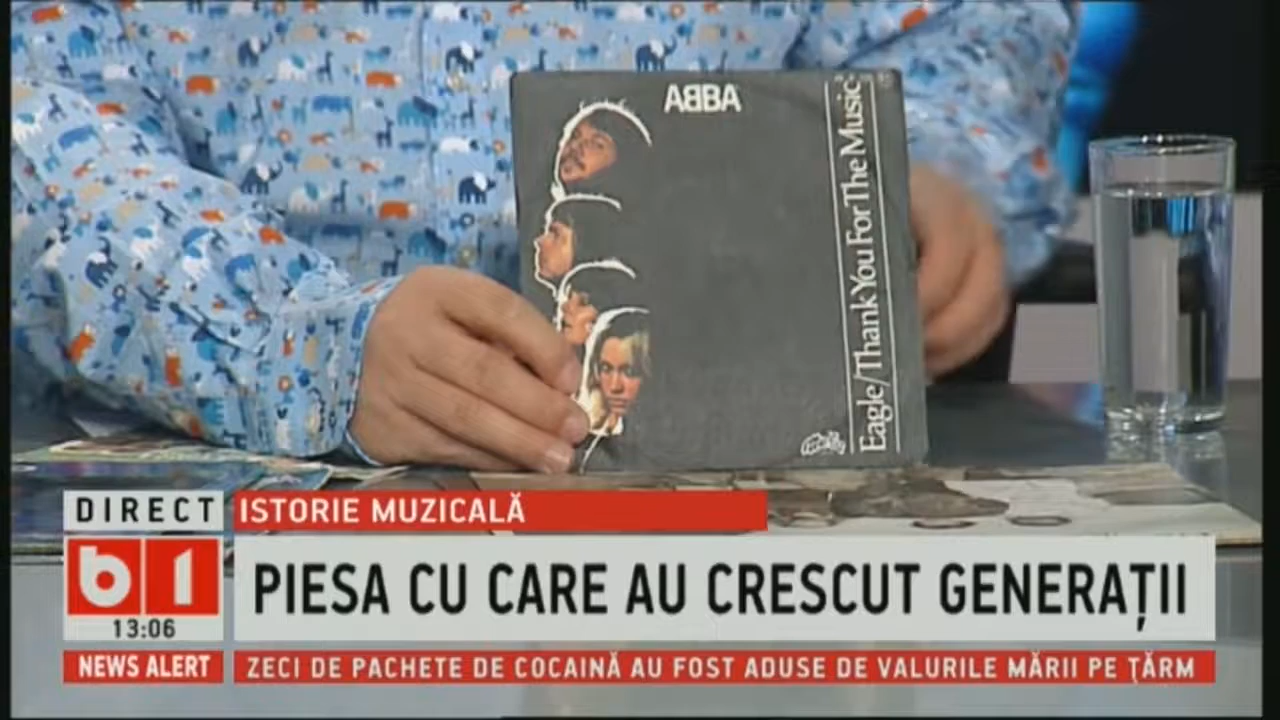 ABBA
Eagle/Thank You For The Music
DIRECT
ISTORIE MUZICALĂ
b1
PIESA CU CARE AU CRESCUT GENERAȚII
13:06
NEWS ALERT
ZECI DE PACHETE DE COCAINĂ AU FOST ADUSE DE VALURILE MĂRII PE ŢĂRM